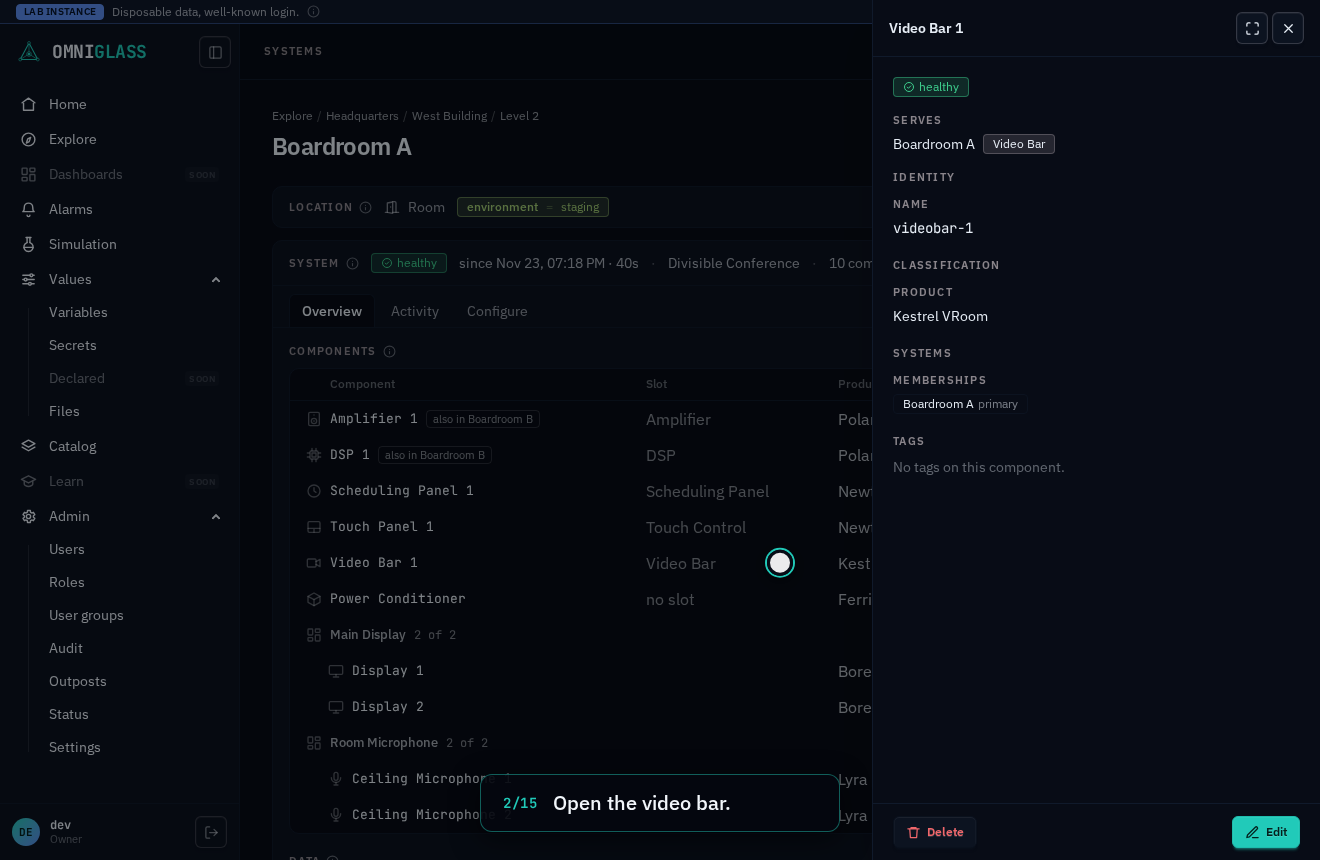 LAB INSTANCE Disposable data, well-known login.
OMNIGLASS
Home
Explore
Dashboards SOON
Alarms
Simulation
Values
Variables
Secrets
Declared SOON
Files
Catalog
Learn SOON
Admin
Users
Roles
User groups
Audit
Outposts
Status
Settings
DE dev
Owner
SYSTEMS
Explore / Headquarters / West Building / Level 2
Boardroom A
LOCATION Room environment = staging
SYSTEM healthy since Nov 23, 07:18 PM · 40s · Divisible Conference · 10 com
Overview Activity Configure
COMPONENTS
Component Slot Produ
Amplifier 1 also in Boardroom B Amplifier Polar
DSP 1 also in Boardroom B DSP Polar
Scheduling Panel 1 Scheduling Panel Newt
Touch Panel 1 Touch Control Newt
Video Bar 1 Video Bar Kest
Power Conditioner no slot Ferri
Main Display 2 of 2
Display 1 Bore
Display 2 Bore
Room Microphone 2 of 2
Ceiling Microphone 1 Lyra
Ceiling Microphone 2 Lyra
DATA
2/15 Open the video bar.
Video Bar 1
healthy
SERVES
Boardroom A Video Bar
IDENTITY
NAME
videobar-1
CLASSIFICATION
PRODUCT
Kestrel VRoom
SYSTEMS
MEMBERSHIPS
Boardroom A primary
TAGS
No tags on this component.
Delete Edit